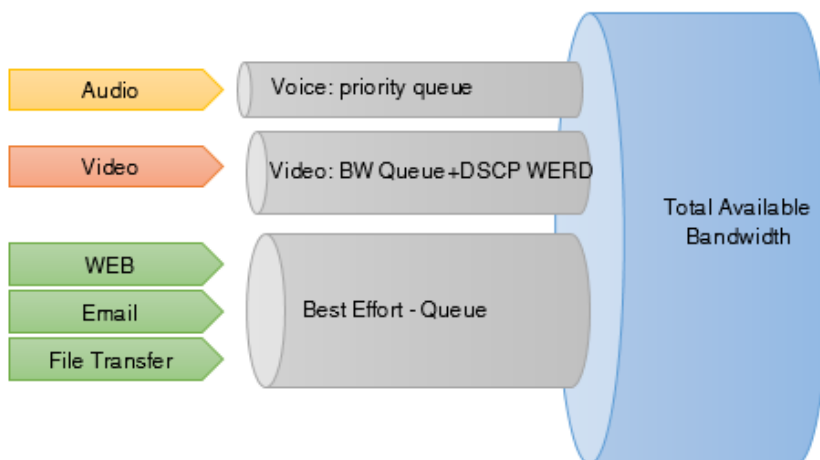 Audio
Voice: priority queue
Video
Video: BW Queue+DSCP WERD
Total Available
Bandwidth
WEB
Email
Best Effort - Queue
File Transfer